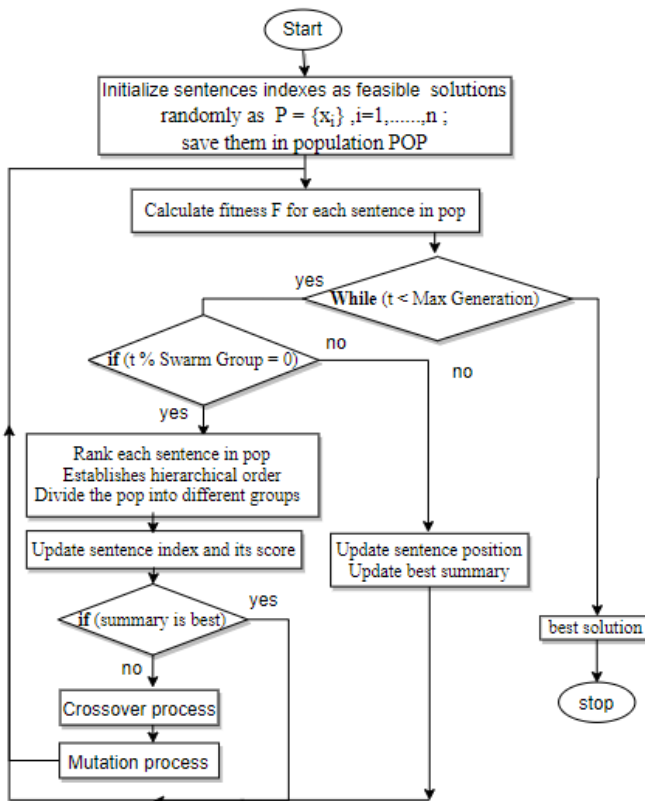 Start
Initialize sentences indexes as feasible solutions
randomly as P = {xi} ,i=1,......,n ;
save them in population POP
Calculate fitness F for each sentence in pop
yes
While (t < Max Generation)
no
if (t % Swarm Group = 0)
no
yes
Rank each sentence in pop
Establishes hierarchical order
Divide the pop into different groups
Update sentence index and its score
Update sentence position
Update best summary
if (summary is best)
yes
no
best solution
Crossover process
stop
Mutation process